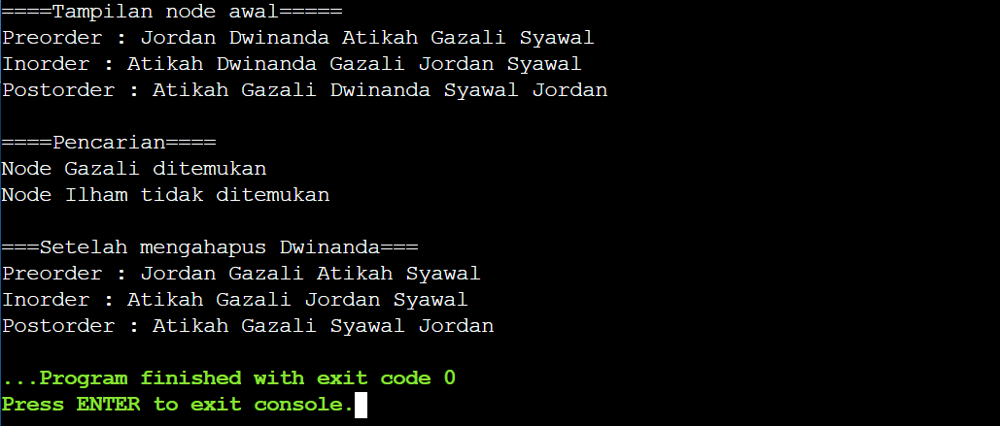 ====Tampilan node awal=====
Preorder : Jordan Dwinanda Atikah Gazali Syawal
Inorder : Atikah Dwinanda Gazali Jordan Syawal
Postorder : Atikah Gazali Dwinanda Syawal Jordan
====Pencarian====
Node Gazali ditemukan
Node Ilham tidak ditemukan
===Setelah mengahapus Dwinanda===
Preorder : Jordan Gazali Atikah Syawal
Inorder : Atikah Gazali Jordan Syawal
Postorder : Atikah Gazali Syawal Jordan
...Program finished with exit code 0
Press ENTER to exit console.